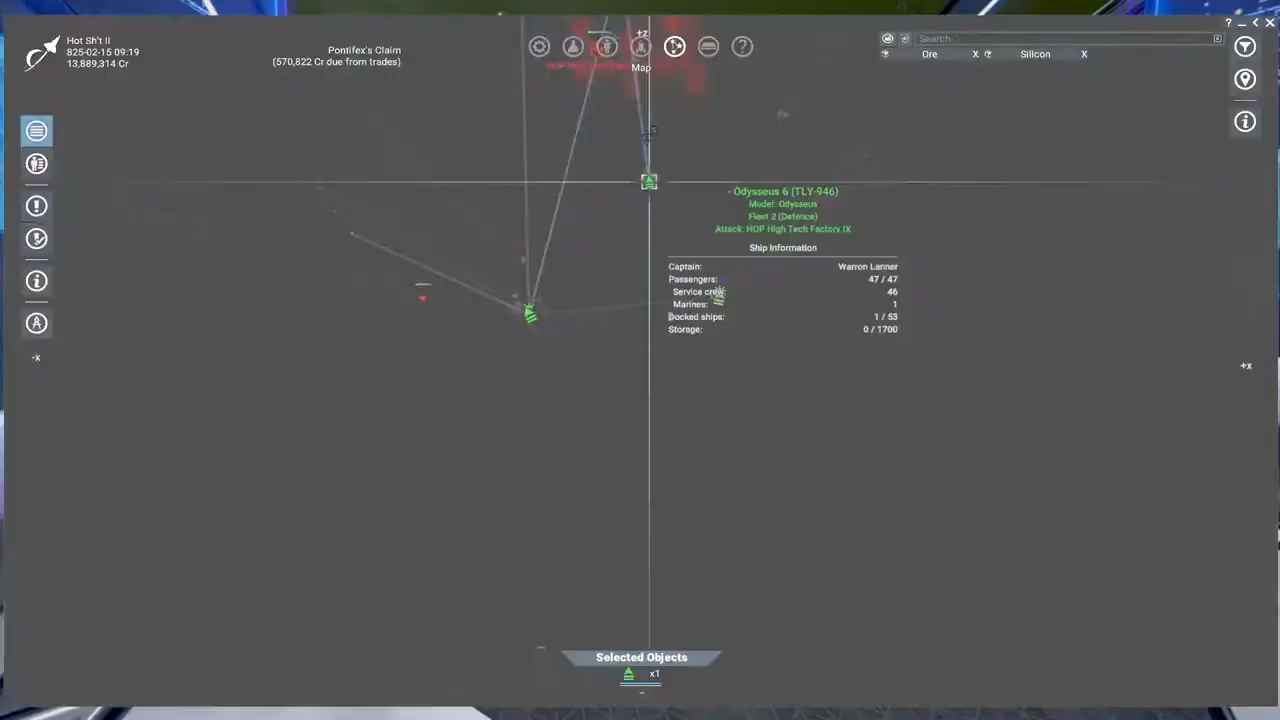 Hot Sh't II
825-02-15 09:19
13,889,314 Cr
Pontifex's Claim
(570,822 Cr due from trades)
+z
Map
Search
Ore X
Silicon X
? _ < X
- Odysseus 6 (TLY-946)
Model: Odysseus
Fleet 2 (Defence)
Attack: HOP High Tech Factory IX
Ship Information
Captain: Warron Lanner
Passengers: 47 / 47
Service crew: 46
Marines: 1
Docked ships: 1 / 53
Storage: 0 / 1700
-x
+x
Selected Objects
x1